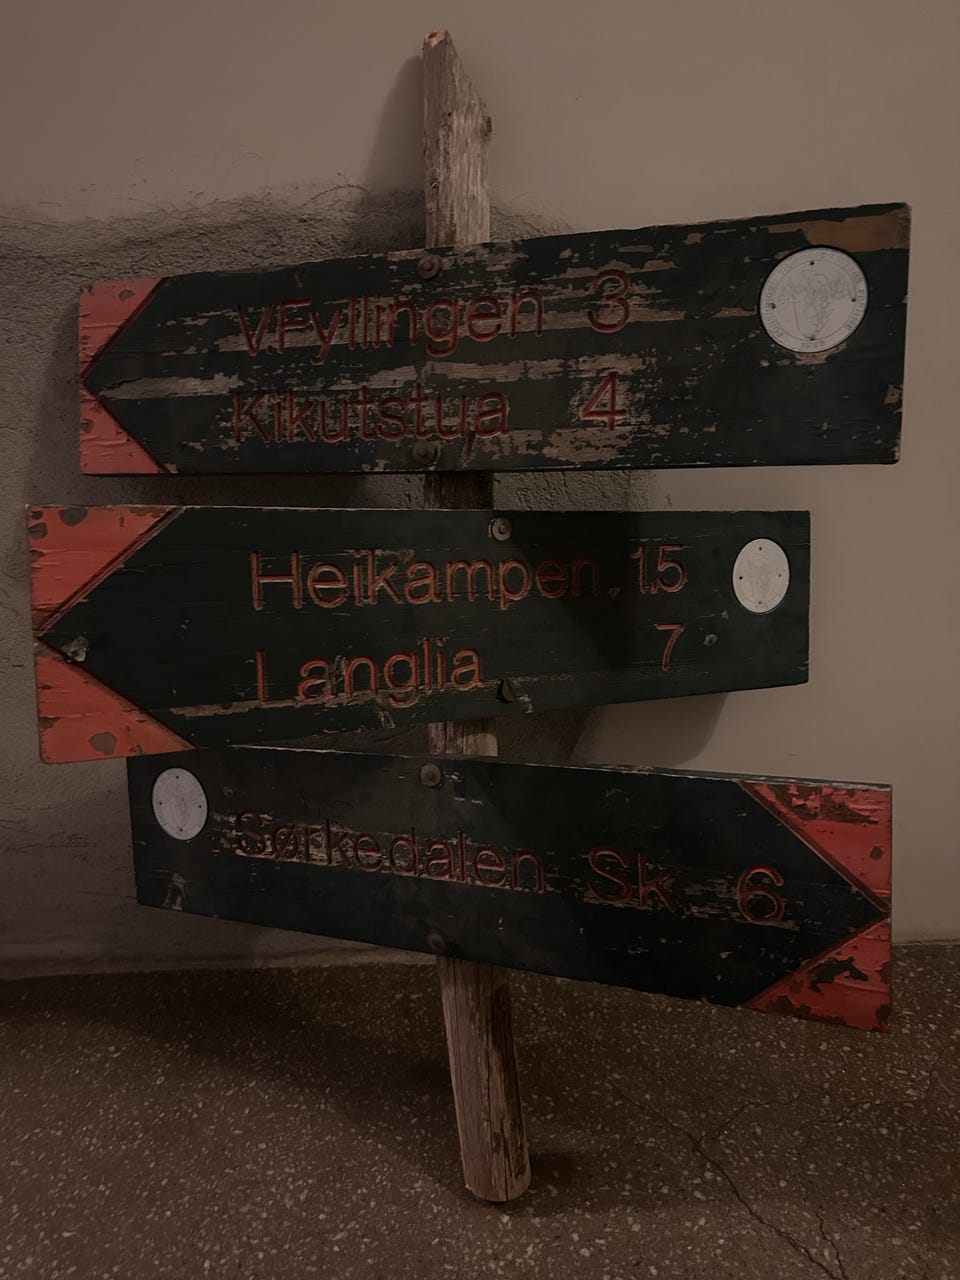 V.Fyllingen 3
Kikutstua 4
Heikampen 1.5
Langlia 7
Sørkedalen Sk. 6